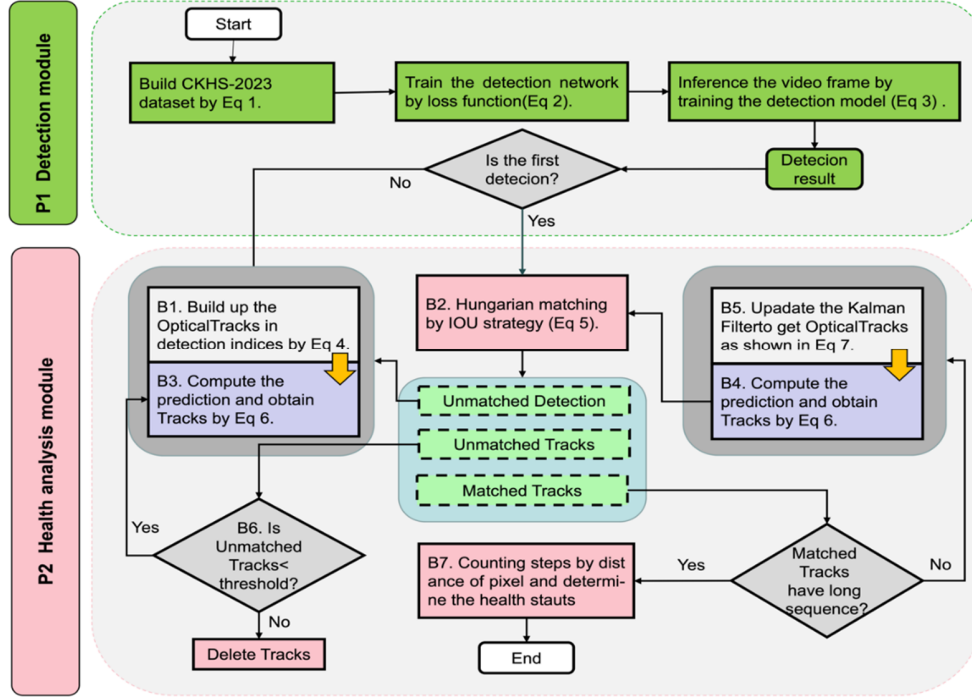 P1 Detection module
Start
Build CKHS-2023
dataset by Eq 1.
Train the detection network
by loss function(Eq 2).
Inference the video frame by
training the detection model (Eq 3) .
Detecion
result
Is the first
detecion?
No
Yes
P2 Health analysis module
B1. Build up the
OpticalTracks in
detection indices by Eq 4.
B3. Compute the
prediction and obtain
Tracks by Eq 6.
B2. Hungarian matching
by IOU strategy (Eq 5).
B5. Upadate the Kalman
Filterto get OpticalTracks
as shown in Eq 7.
B4. Compute the
prediction and obtain
Tracks by Eq 6.
Unmatched Detection
Unmatched Tracks
Matched Tracks
Yes
B6. Is
Unmatched
Tracks<
threshold?
No
Delete Tracks
B7. Counting steps by dist
ance of pixel and determi-
ne the health stauts
End
Yes
Matched
Tracks
have long
sequence?
No